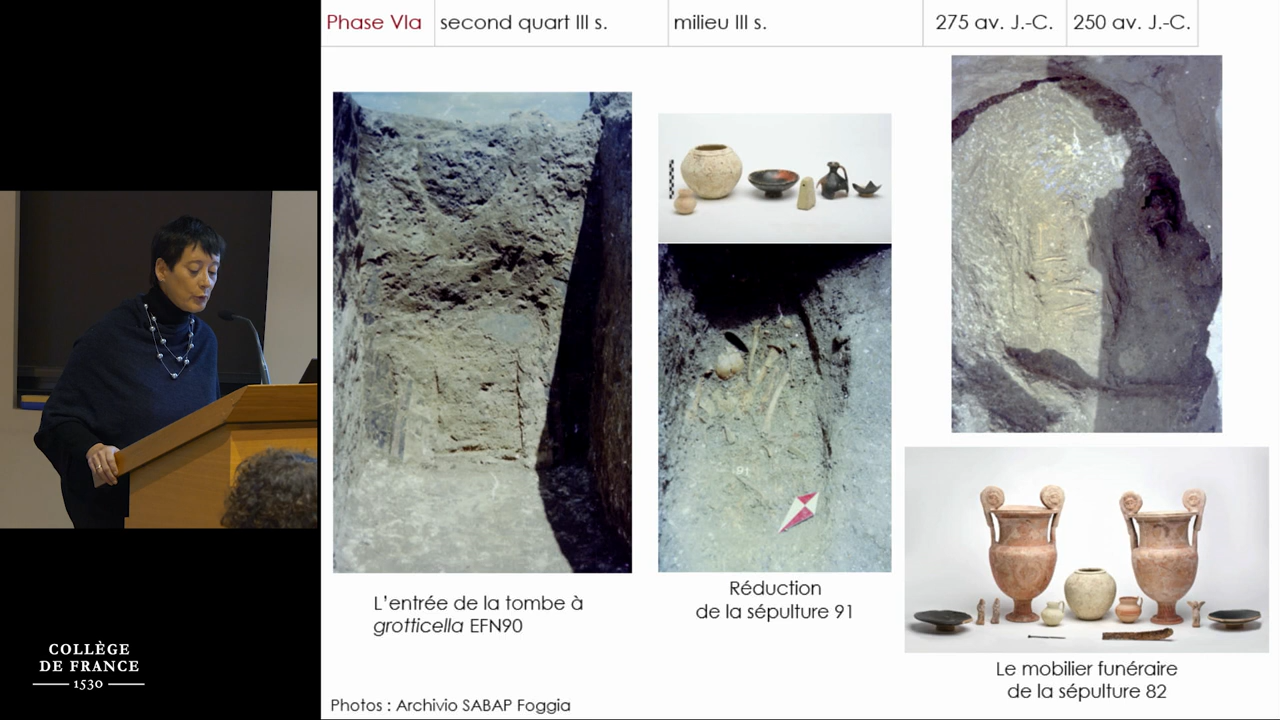 Phase VIa second quart III s. milieu III s. 275 av. J.-C. 250 av. J.-C.
L'entrée de la tombe à
grotticella EFN90
91
Réduction
de la sépulture 91
Le mobilier funéraire
de la sépulture 82
Photos : Archivio SABAP Foggia
COLLÈGE
DE FRANCE
1530